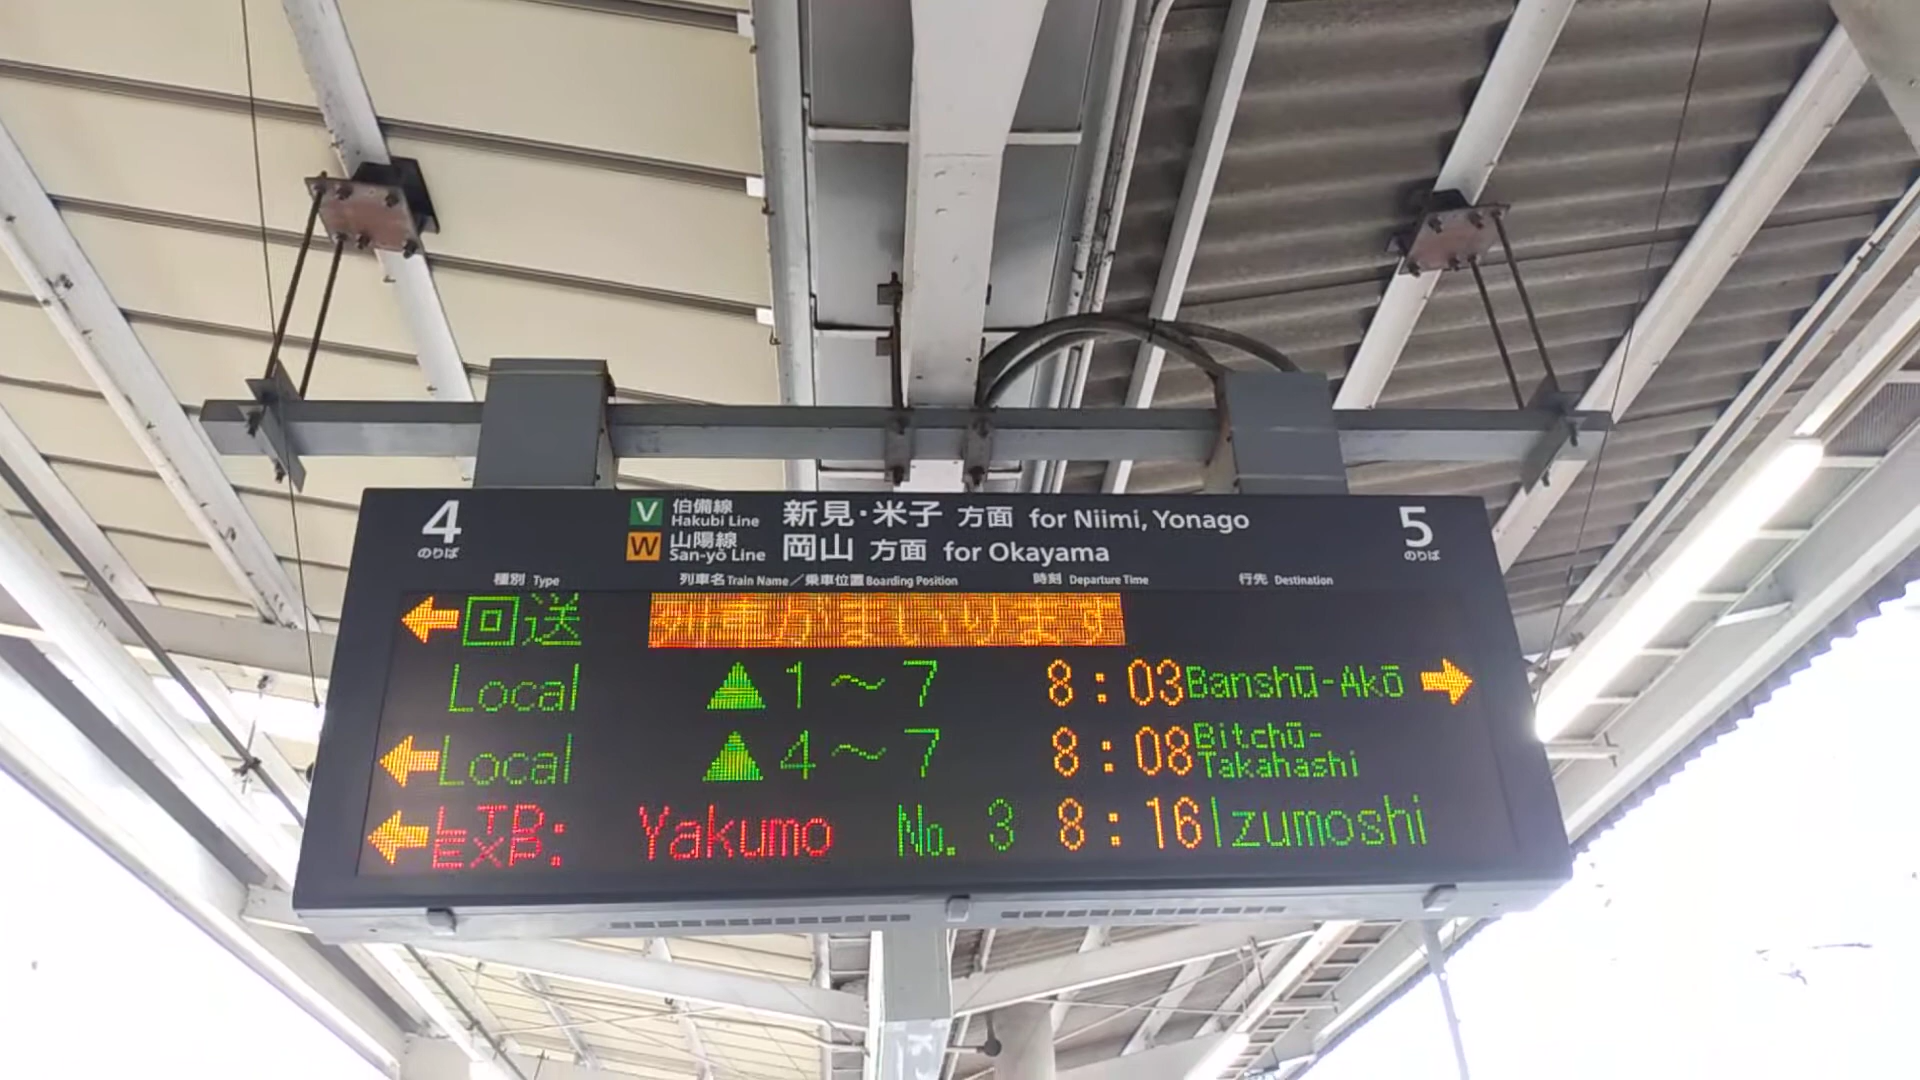 4 のりば
V 伯備線 Hakubi Line 新見・米子 方面 for Niimi, Yonago
W 山陽線 San-yō Line 岡山 方面 for Okayama
5 のりば
種別 Type 列車名 Train Name／乗車位置 Boarding Position 時刻 Departure Time 行先 Destination
← 回送 列車がまいります
Local ▲1〜7 8:03 Banshū-Akō →
← Local ▲4〜7 8:08 Bitchū-Takahashi
← LTD. EXP. Yakumo No. 3 8:16 Izumoshi